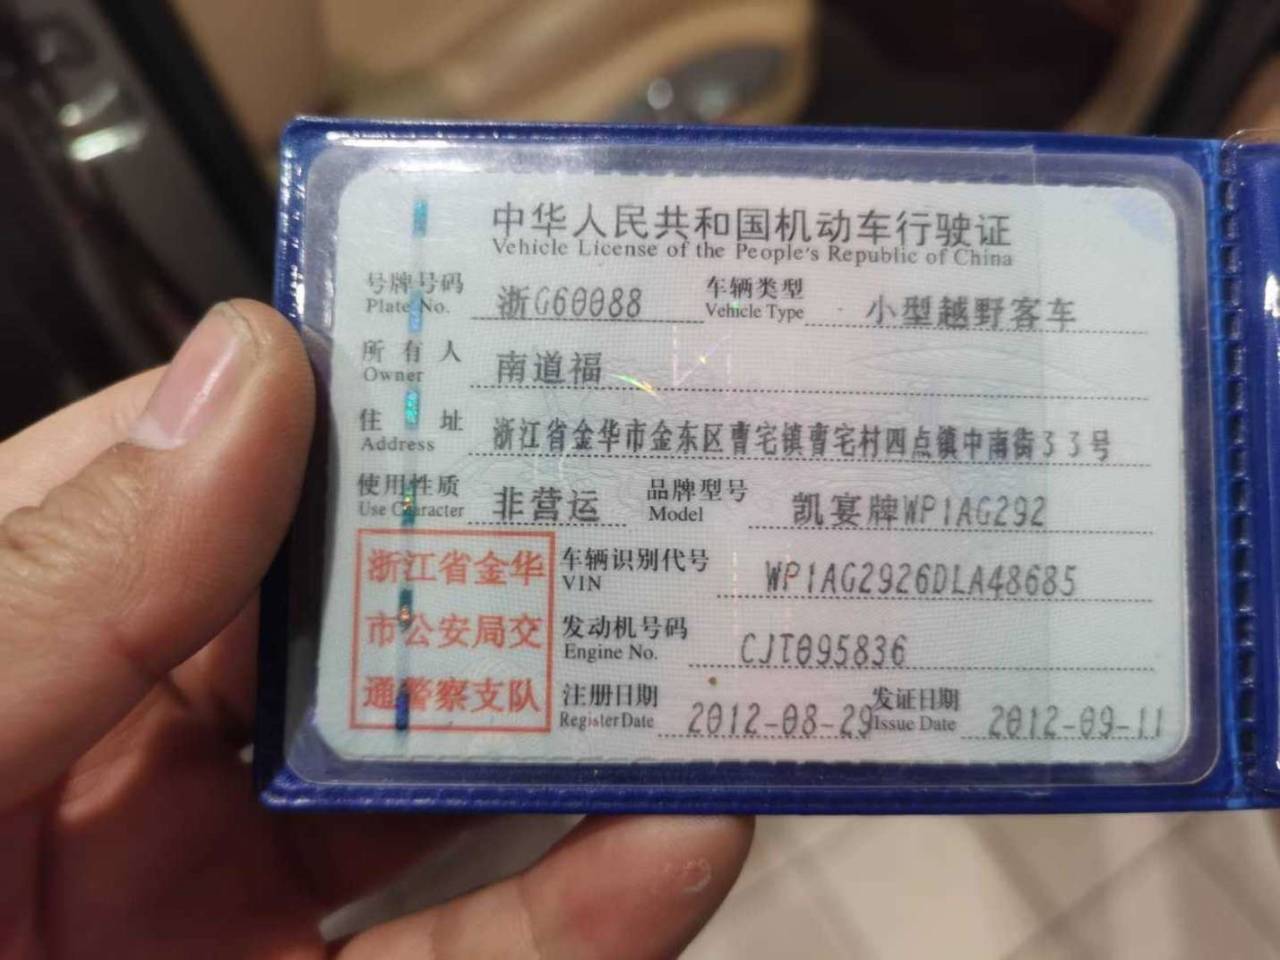 中华人民共和国机动车行驶证
Vehicle License of the People's Republic of China
号牌号码 浙G60088 车辆类型 小型越野客车
Plate No. Vehicle Type
所有人 南道福
Owner
住址 浙江省金华市金东区曹宅镇曹宅村四点镇中南街33号
Address
使用性质 非营运 品牌型号 凯宴牌WP1AG292
Use Character Model
浙江省金华
市公安局交
通警察支队
车辆识别代号 WP1AG2926DLA48685
VIN
发动机号码 CJT095836
Engine No.
注册日期 2012-08-29 发证日期 2012-09-11
Register Date Issue Date